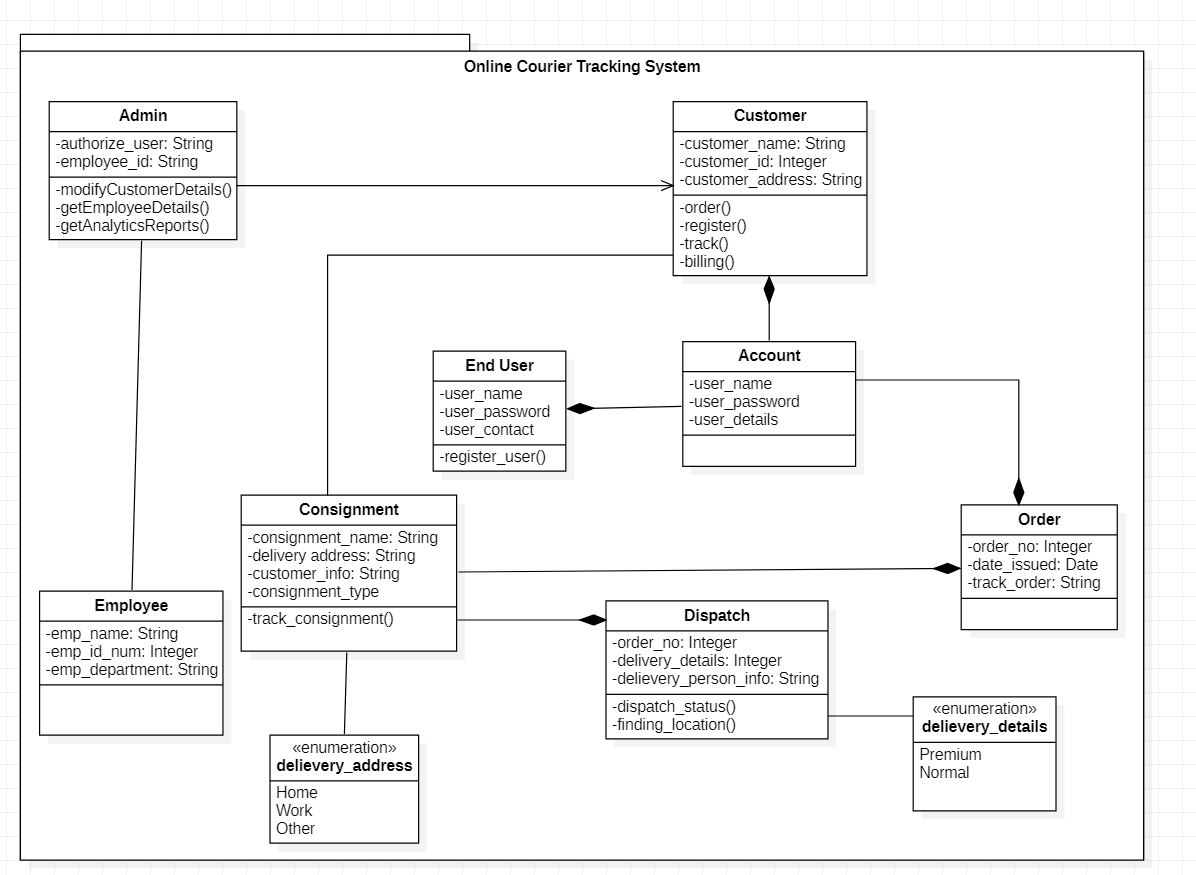 Online Courier Tracking System
Admin
-authorize_user: String
-employee_id: String
-modifyCustomerDetails()
-getEmployeeDetails()
-getAnalyticsReports()
Customer
-customer_name: String
-customer_id: Integer
-customer_address: String
-order()
-register()
-track()
-billing()
End User
-user_name
-user_password
-user_contact
-register_user()
Account
-user_name
-user_password
-user_details
Consignment
-consignment_name: String
-delivery address: String
-customer_info: String
-consignment_type
-track_consignment()
Order
-order_no: Integer
-date_issued: Date
-track_order: String
Employee
-emp_name: String
-emp_id_num: Integer
-emp_department: String
Dispatch
-order_no: Integer
-delivery_details: Integer
-delievery_person_info: String
-dispatch_status()
-finding_location()
«enumeration»
delievery_details
Premium
Normal
«enumeration»
delievery_address
Home
Work
Other